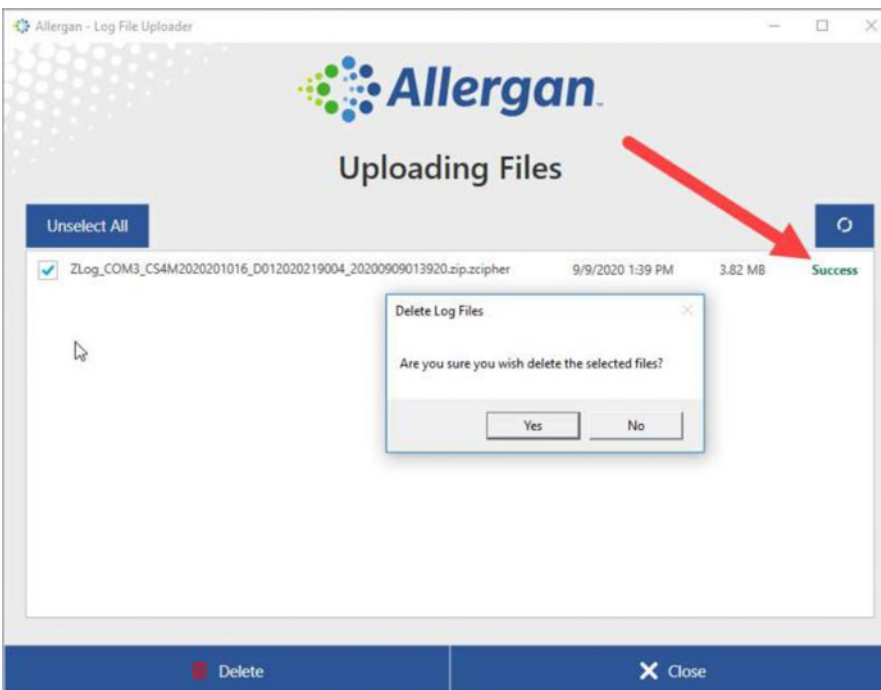 Allergan - Log File Uploader
Allergan™
Uploading Files
Unselect All
ZLog_COM3_CS4M2020201016_D012020219004_20200909013920.zip.zcipher 9/9/2020 1:39 PM 3.82 MB Success
Delete Log Files
Are you sure you wish delete the selected files?
Yes No
Delete Close